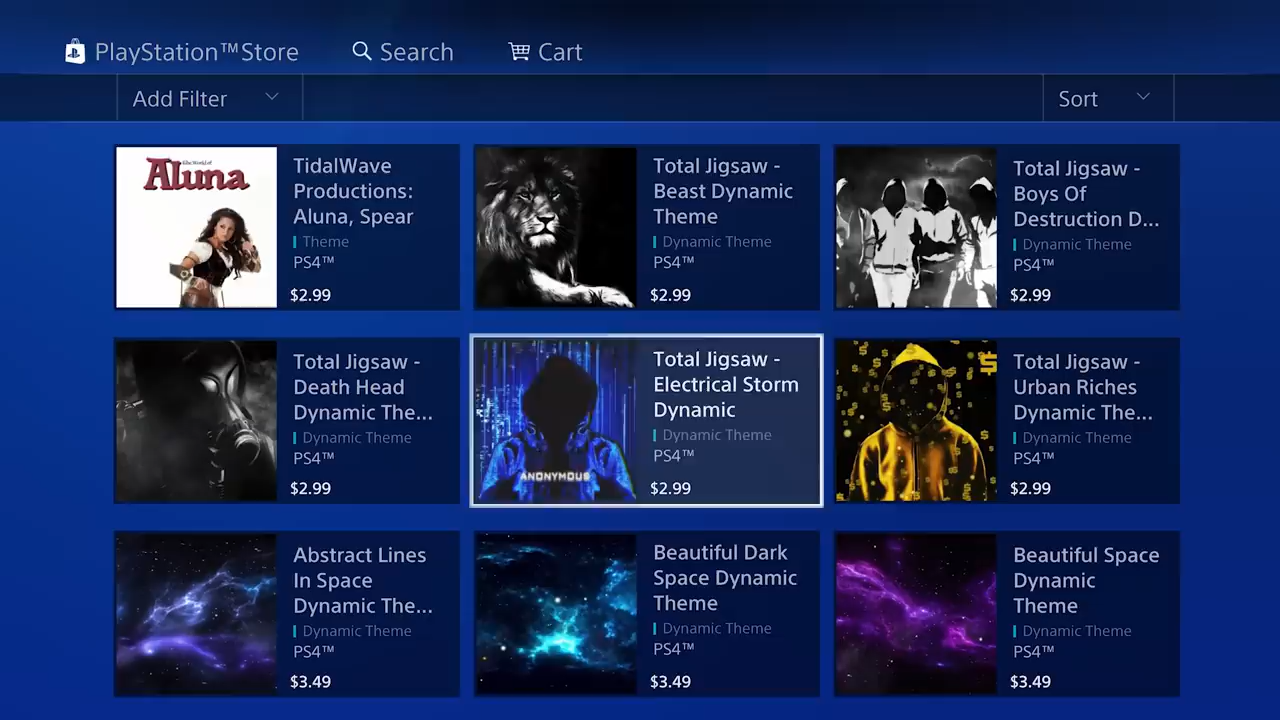 PlayStation™Store
Search
Cart
Add Filter
Sort
The World of
Aluna
TidalWave
Productions:
Aluna, Spear
Theme
PS4™
$2.99
Total Jigsaw -
Beast Dynamic
Theme
Dynamic Theme
PS4™
$2.99
Total Jigsaw -
Boys Of
Destruction D...
Dynamic Theme
PS4™
$2.99
Total Jigsaw -
Death Head
Dynamic The...
Dynamic Theme
PS4™
$2.99
ANONYMOUS
Total Jigsaw -
Electrical Storm
Dynamic
Dynamic Theme
PS4™
$2.99
Total Jigsaw -
Urban Riches
Dynamic The...
Dynamic Theme
PS4™
$2.99
Abstract Lines
In Space
Dynamic The...
Dynamic Theme
PS4™
$3.49
Beautiful Dark
Space Dynamic
Theme
Dynamic Theme
PS4™
$3.49
Beautiful Space
Dynamic
Theme
Dynamic Theme
PS4™
$3.49